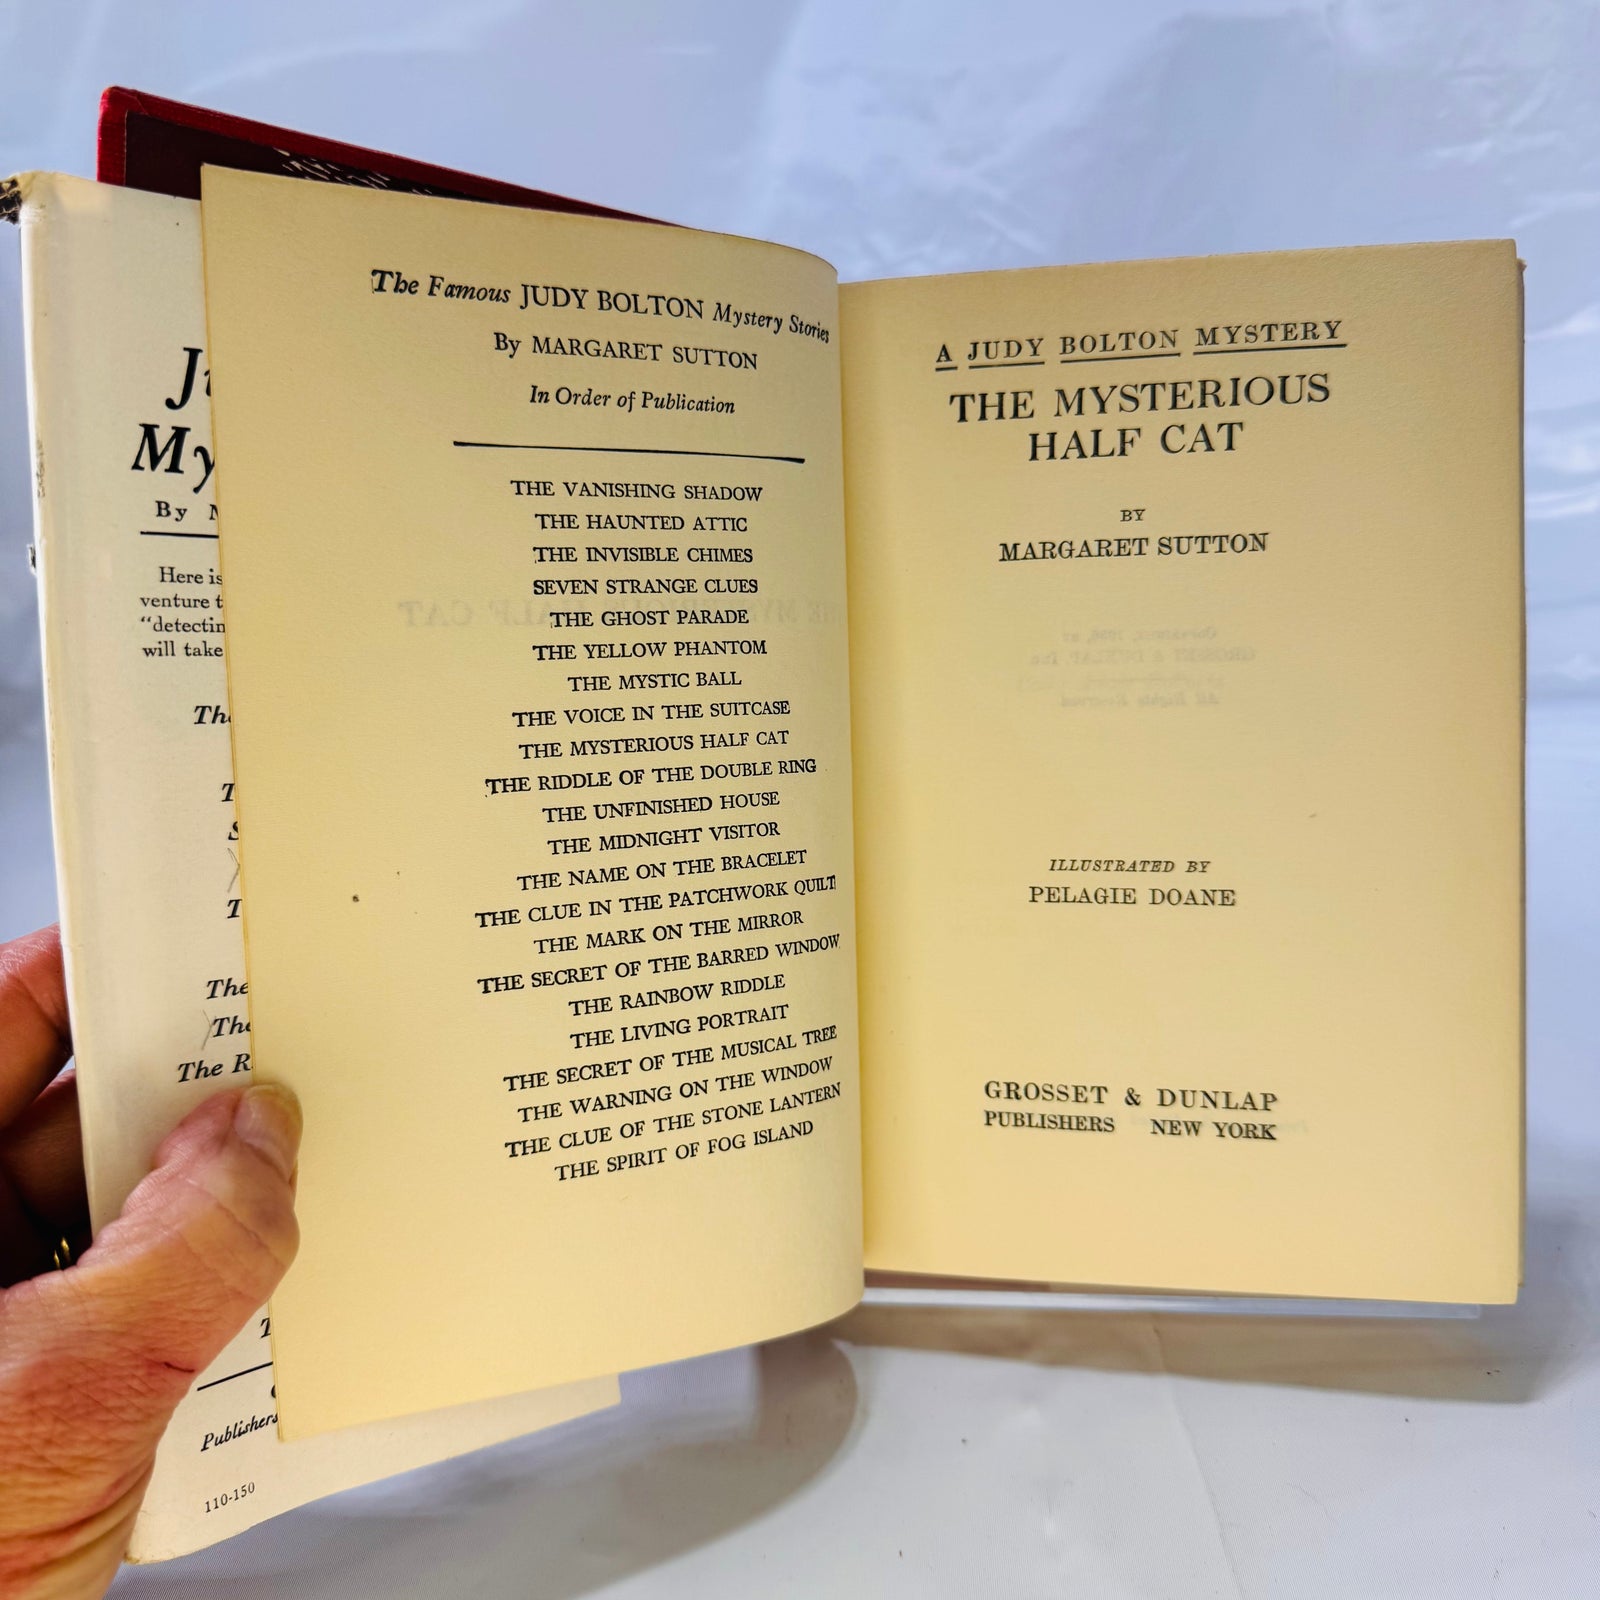 Here is
venture t
"detectin
will take
110-150
The Famous JUDY BOLTON Mystery Stories
By MARGARET SUTTON
In Order of Publication
THE VANISHING SHADOW
THE HAUNTED ATTIC
THE INVISIBLE CHIMES
SEVEN STRANGE CLUES
THE GHOST PARADE
THE YELLOW PHANTOM
THE MYSTIC BALL
THE VOICE IN THE SUITCASE
THE MYSTERIOUS HALF CAT
THE RIDDLE OF THE DOUBLE RING
THE UNFINISHED HOUSE
THE MIDNIGHT VISITOR
THE NAME ON THE BRACELET
THE CLUE IN THE PATCHWORK QUILT
THE MARK ON THE MIRROR
THE SECRET OF THE BARRED WINDOW
THE RAINBOW RIDDLE
THE LIVING PORTRAIT
THE SECRET OF THE MUSICAL TREE
THE WARNING ON THE WINDOW
THE CLUE OF THE STONE LANTERN
THE SPIRIT OF FOG ISLAND
A JUDY BOLTON MYSTERY
THE MYSTERIOUS
HALF CAT
BY
MARGARET SUTTON
ILLUSTRATED BY
PELAGIE DOANE
GROSSET & DUNLAP
PUBLISHERS NEW YORK